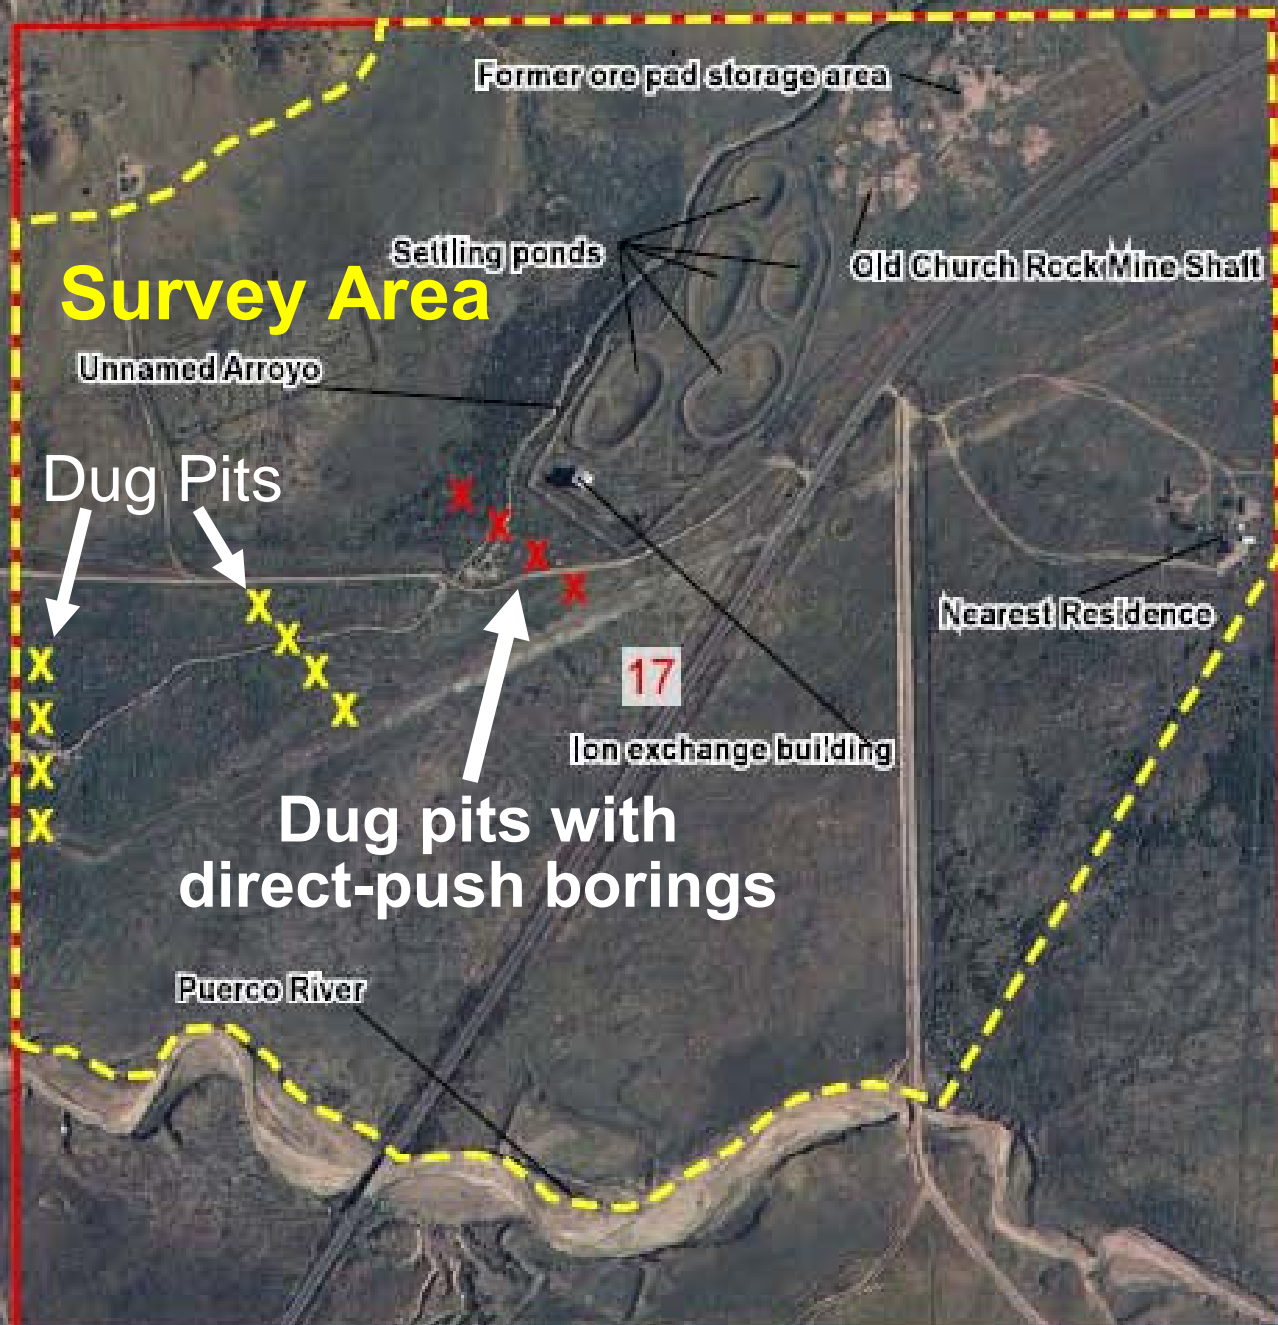 Former ore pad storage area
Settling ponds
Old Church Rock Mine Shaft
Survey Area
Unnamed Arroyo
Dug Pits
X
X
X
X
X
X
X
X
X
X
X
X
Nearest Residence
17
Ion exchange building
Dug pits with
direct-push borings
Puerco River